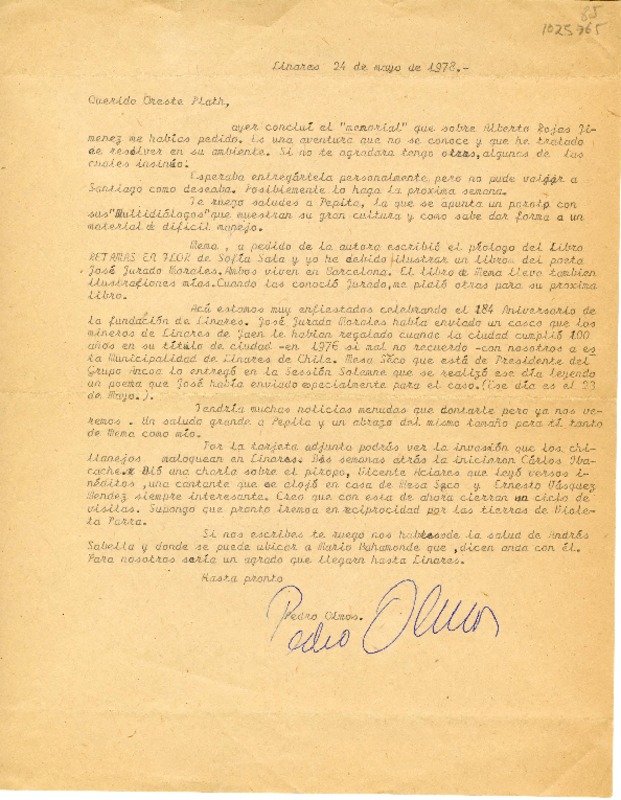 85
1025765
Linares 24 de mayo de 1978.-
Querido Oreste Plath,
ayer concluí el "memorial" que sobre Alberto Rojas Ji-
menez me habías pedido. Es una aventura que no se conoce y que he tratado
de resolver en su ambiente. Si no te agradara tengo otras, algunas de las
cuales insinúo.
Esperaba entregártela personalmente pero no pude viajar a
Santiago como deseaba. Posiblemente lo haga la proxima semana.
Te ruego saludes a Pepita, la que se apunta un poroto con
sus "Multidiálogos" que muestran su gran cultura y como sabe dar forma a un
material de difícil manejo.
Mema , a pedido de la autora escribió el prólogo del Libro
RETAMAS EN FLOR de Sofía Sala y yo he debido ilustrar un libro del poeta
José Jurado Morales. Ambos viven en Barcelona. El libro de Mema lleva tambien
ilustraciones mías. Cuando las conoció Jurado, me pidió otras para su proxima
libro.
Acá estamos muy enfiestados celebrando el 184 Aniversario de
la fundación de Linares. José Jurado Morales había enviado un casco que los
mineros de Linares de Jaen le habían regalado cuando la ciudad cumplió 100
años en su título de ciudad -en 1976 si mal no recuerdo -con nosotros a es
ta Municipalidad de Linares de Chile. Mesa Seco que está de Presidente del
Grupo Ancoa lo entregó en la Sessión Solemne que se realizó ese día leyendo
un poema que José había enviado especialmente para el caso. (Ese día es el 23
de Mayo.).
Tendría muchas noticias menudas que contarte pero ya nos ve-
remos . Un saludo grande a Pepita y un abrazo del mismo tamaño para tí tanto
de Mema como mío.
Por la tarjeta adjunta podrás ver la invasión que los chi-
llanejos maloquean en Linares. Dos semanas atrás la iniciaron Cárlos Iba-
cache. Dió una charla sobre el piropo, Vicente Aciares que leyó versos i-
néditos , una cantante que se alojó en casa de Mesa Seco y Ernesto Vásquez
Mendez siempre interesante. Creo que con esta de ahora cierran un ciclo de
visitas. Supongo que pronto iremos en reciprocidad por las tierras de Viole-
ta Parra.
Si nos escribes te ruego nos hables de la salud de Andrés
Sabella y donde se puede ubicar a Mario Bahamonde que , dicen anda con él.
Para nosotros sería un agrado que llegarn hasta Linares.
Hasta pronto
Pedro Olmos.
Pedro Olmos